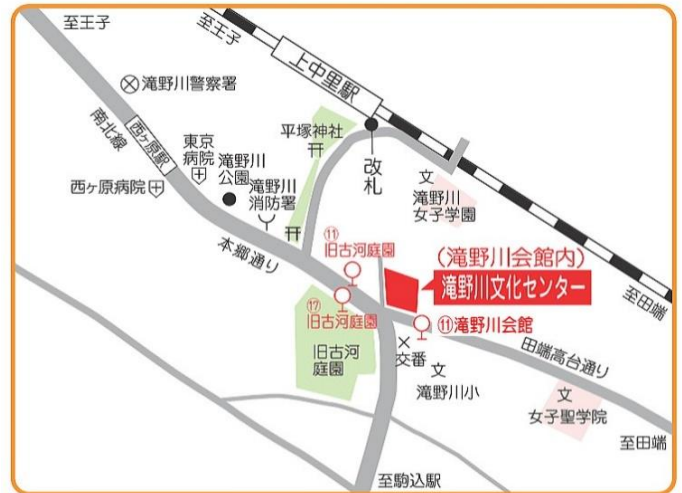 至王子
至王子
上中里駅
滝野川警察署
南北線
西ヶ原駅
東京
病院
平塚神社
改札
滝野川
公園
西ヶ原病院
滝野川
消防署
文
滝野川
女子学園
本郷通り
⑪
旧古河庭園
(滝野川会館内)
滝野川文化センター
至田端
⑰
旧古河庭園
⑪滝野川会館
旧古河
庭園
交番
文
滝野川小
田端高台通り
文
女子聖学院
至田端
至駒込駅